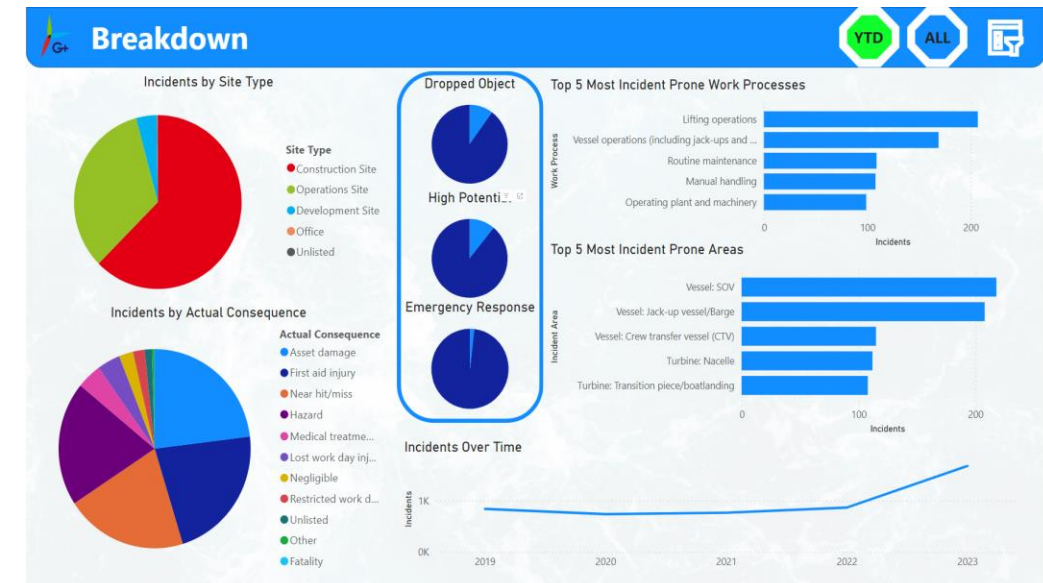 G+
Breakdown
YTD
ALL
Incidents by Site Type
Site Type
Construction Site
Operations Site
Development Site
Office
Unlisted
Incidents by Actual Consequence
Actual Consequence
Asset damage
First aid injury
Near hit/miss
Hazard
Medical treatme...
Lost work day inj...
Negligible
Restricted work d...
Unlisted
Other
Fatality
Dropped Object
High Potenti...
Emergency Response
Top 5 Most Incident Prone Work Processes
Work Process
Lifting operations
Vessel operations (including jack-ups and ...
Routine maintenance
Manual handling
Operating plant and machinery
0 100 200
Incidents
Top 5 Most Incident Prone Areas
Incident Area
Vessel: SOV
Vessel: Jack-up vessel/Barge
Vessel: Crew transfer vessel (CTV)
Turbine: Nacelle
Turbine: Transition piece/boatlanding
0 100 200
Incidents
Incidents Over Time
Incidents
1K
0K
2019 2020 2021 2022 2023